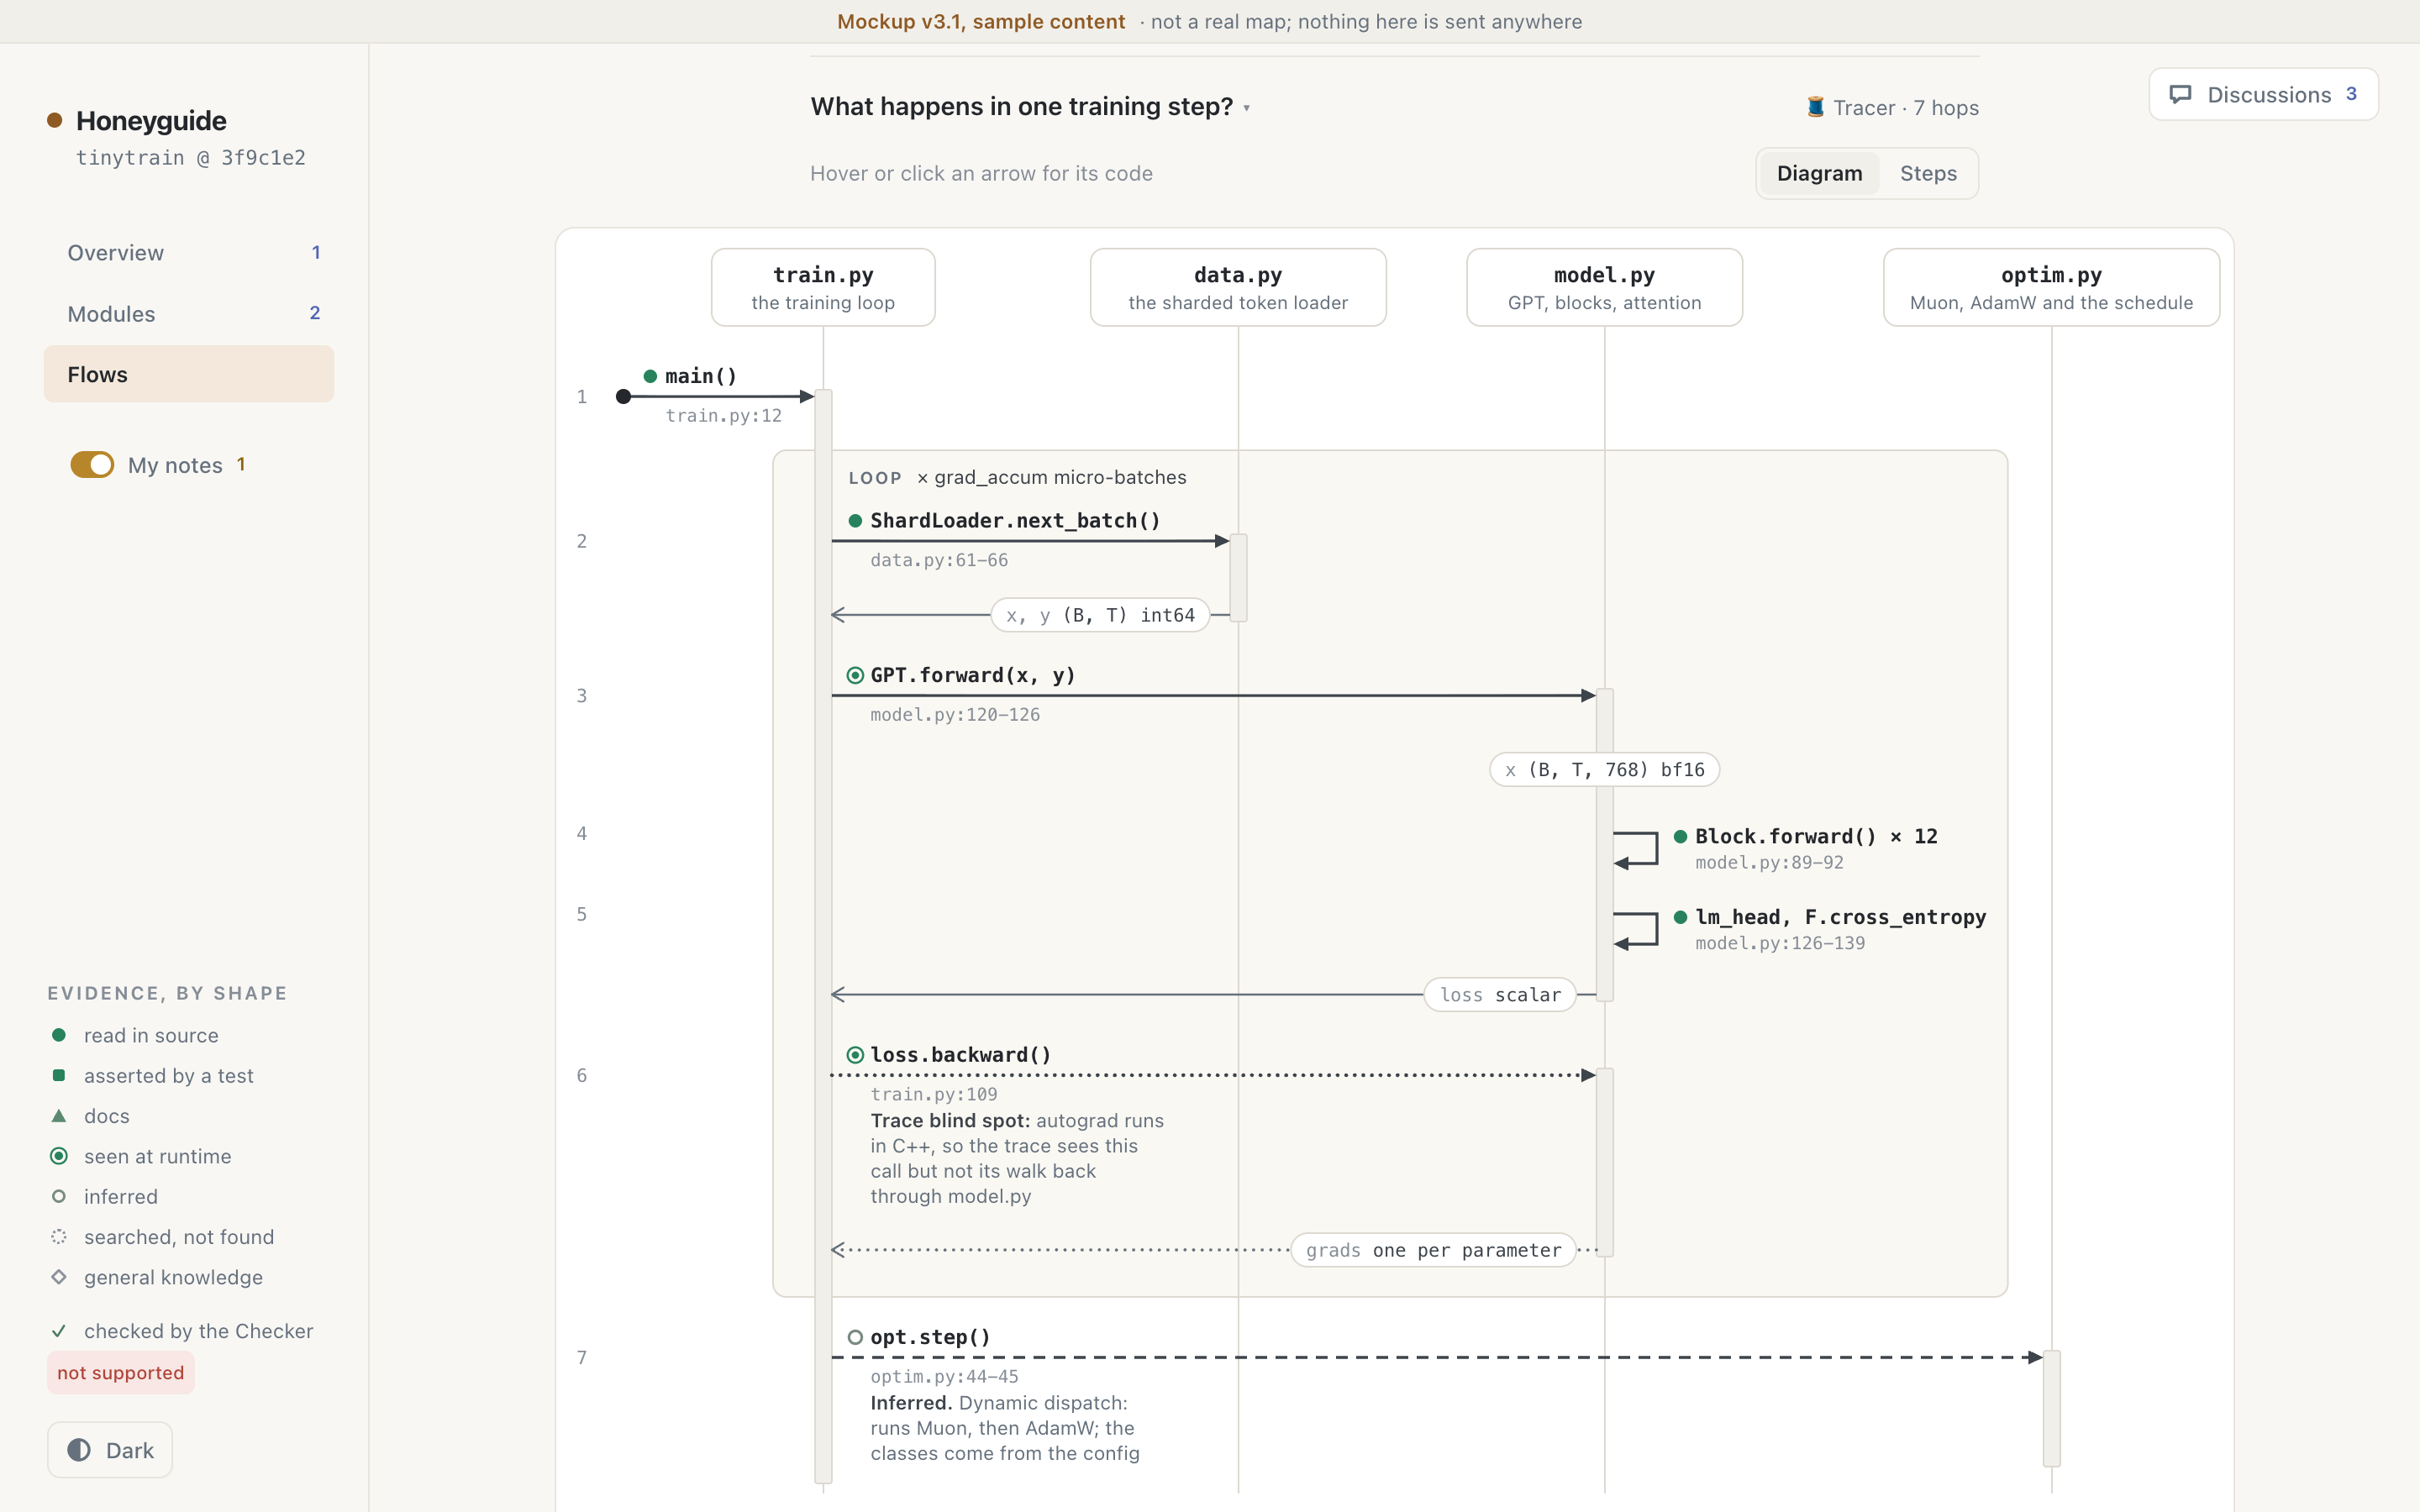 Mockup v3.1, sample content · not a real map; nothing here is sent anywhere
Honeyguide
tinytrain @ 3f9c1e2
Overview 1
Modules 2
Flows
My notes 1
EVIDENCE, BY SHAPE
read in source
asserted by a test
docs
seen at runtime
inferred
searched, not found
general knowledge
checked by the Checker
not supported
Dark
What happens in one training step?
Tracer · 7 hops
Discussions 3
Hover or click an arrow for its code
Diagram Steps
train.py
the training loop
data.py
the sharded token loader
model.py
GPT, blocks, attention
optim.py
Muon, AdamW and the schedule
1
main()
train.py:12
LOOP × grad_accum micro-batches
2
ShardLoader.next_batch()
data.py:61–66
x, y (B, T) int64
3
GPT.forward(x, y)
model.py:120–126
x (B, T, 768) bf16
4
Block.forward() × 12
model.py:89–92
5
lm_head, F.cross_entropy
model.py:126–139
loss scalar
6
loss.backward()
train.py:109
Trace blind spot: autograd runs
in C++, so the trace sees this
call but not its walk back
through model.py
grads one per parameter
7
opt.step()
optim.py:44–45
Inferred. Dynamic dispatch:
runs Muon, then AdamW; the
classes come from the config